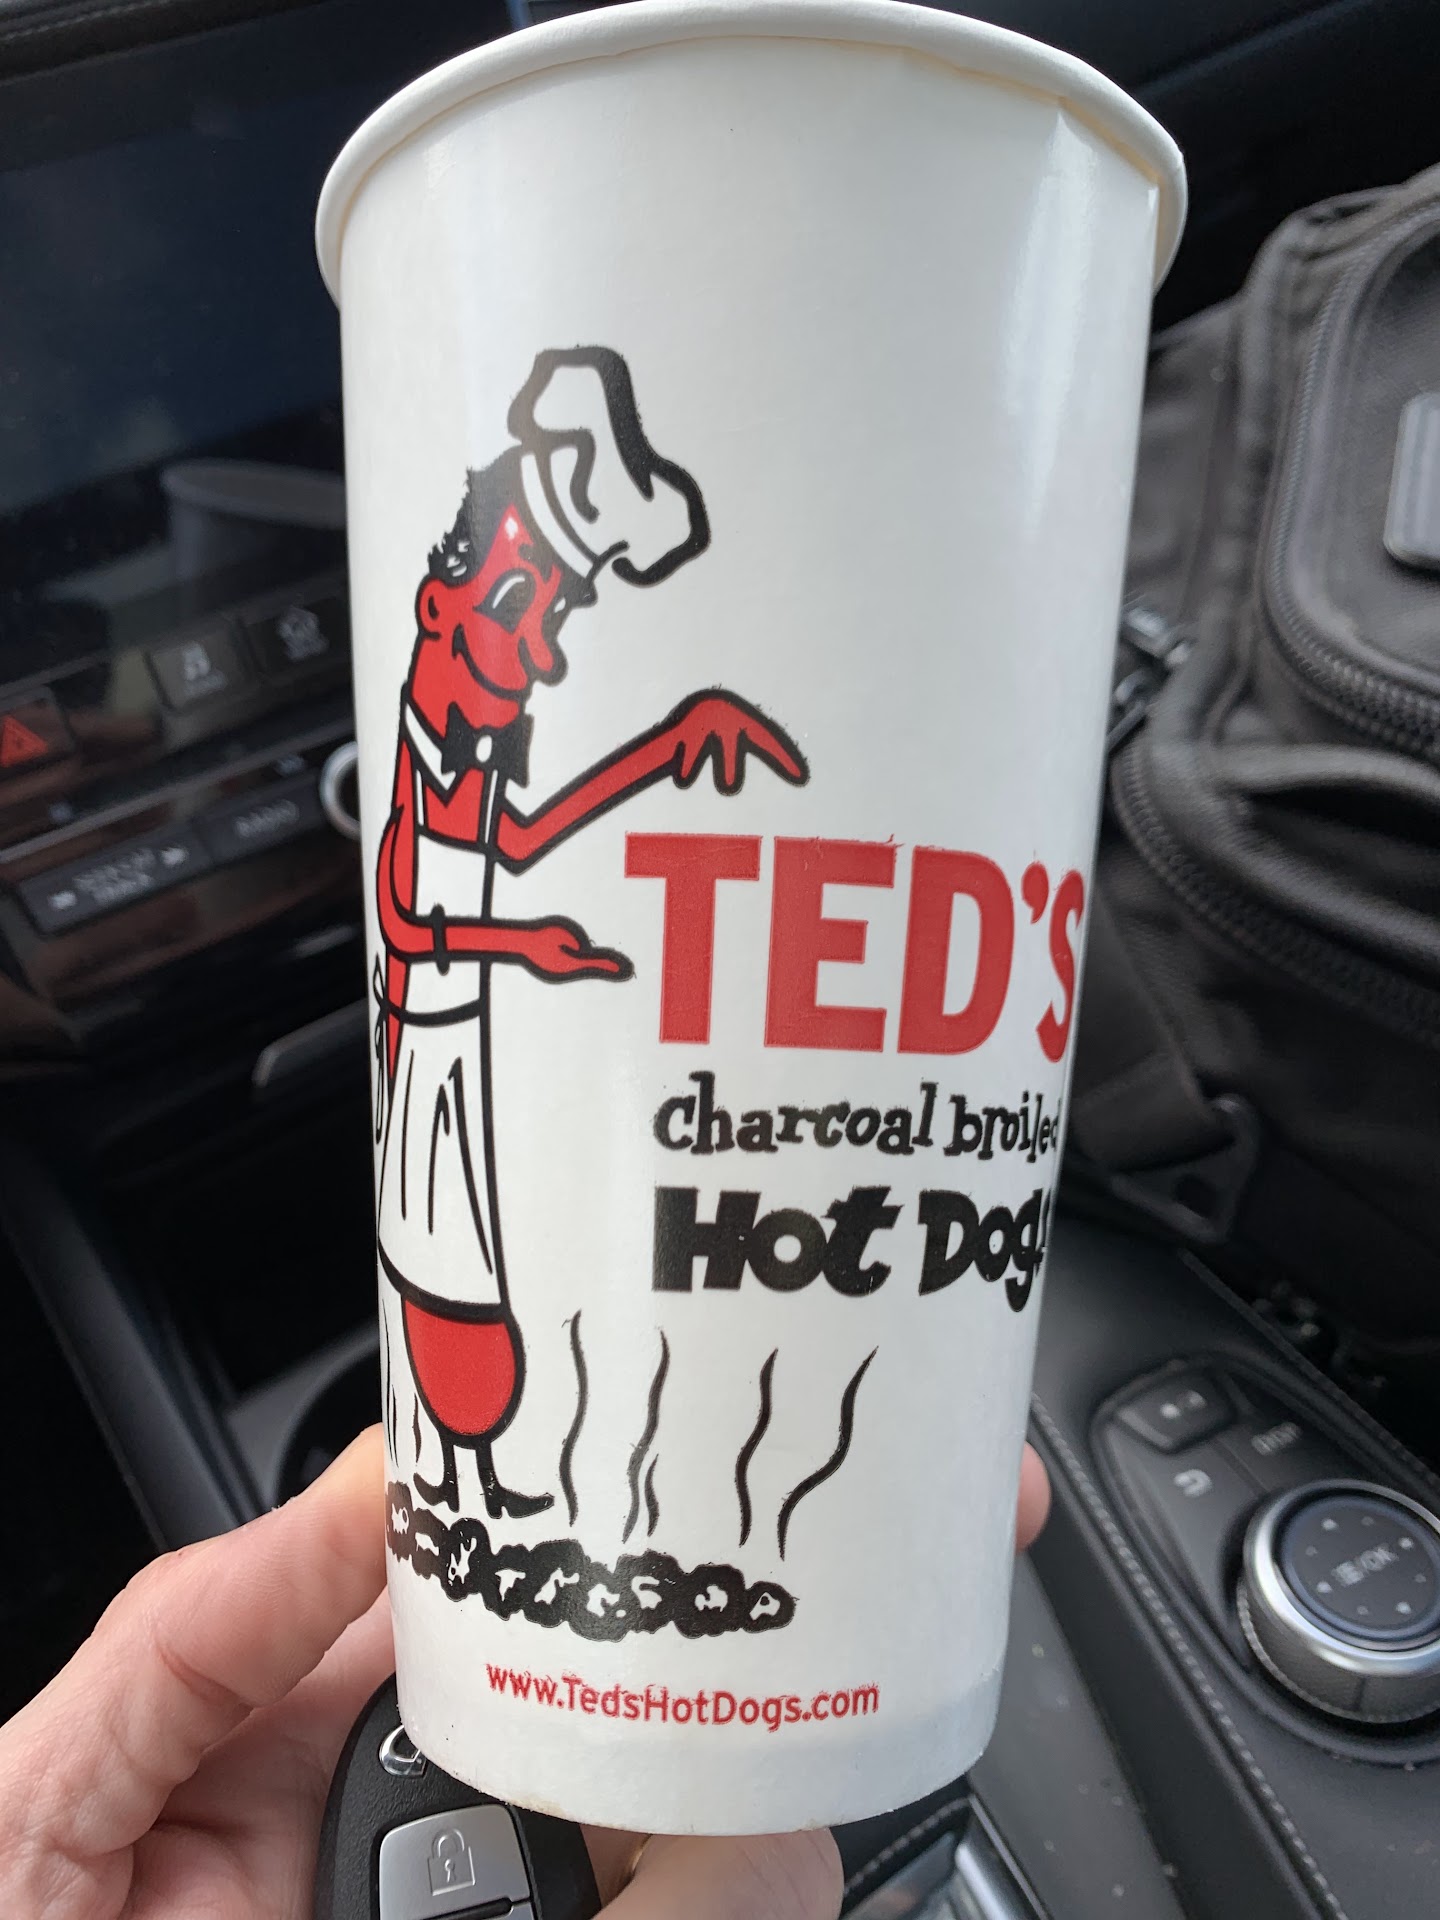 TED'S
charcoal broiled
Hot Dogs
www.TedsHotDogs.com